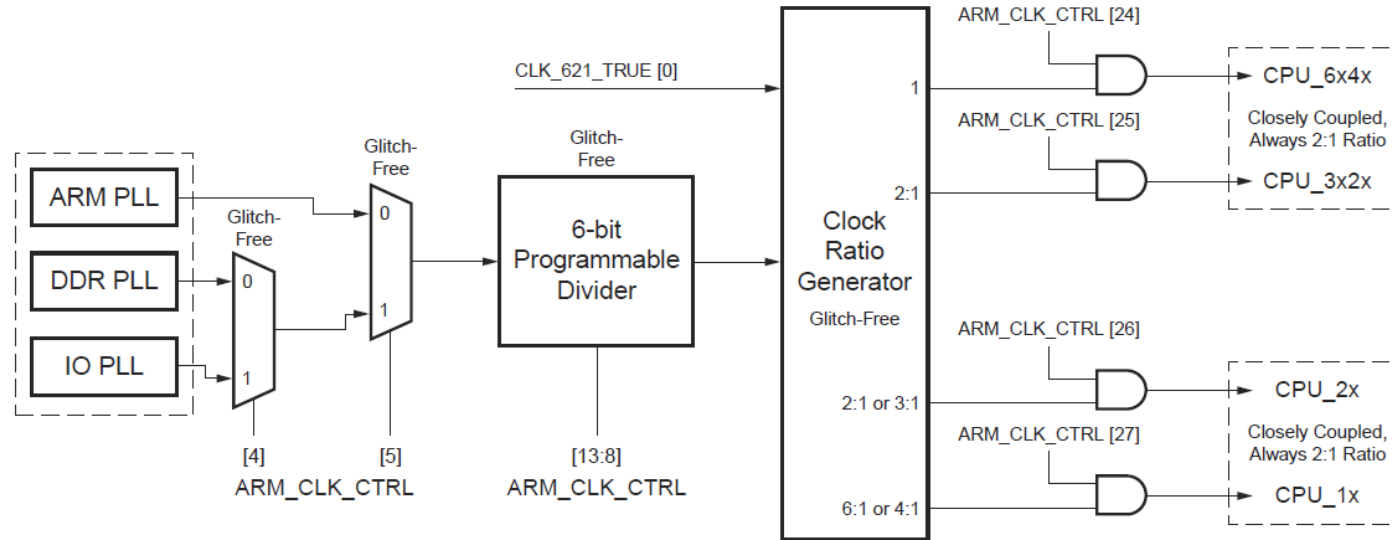 ARM_CLK_CTRL [24]
CLK_621_TRUE [0]
1
CPU_6x4x
ARM_CLK_CTRL [25]
Closely Coupled,
Always 2:1 Ratio
Glitch-
Free
Glitch-
Free
ARM PLL
0
2:1
CPU_3x2x
Glitch-
Free
6-bit
Programmable
Divider
Clock
Ratio
Generator
Glitch-Free
DDR PLL
0
1
ARM_CLK_CTRL [26]
IO PLL
1
2:1 or 3:1
CPU_2x
ARM_CLK_CTRL [27]
Closely Coupled,
Always 2:1 Ratio
[4]
[5]
[13:8]
ARM_CLK_CTRL
ARM_CLK_CTRL
6:1 or 4:1
CPU_1x